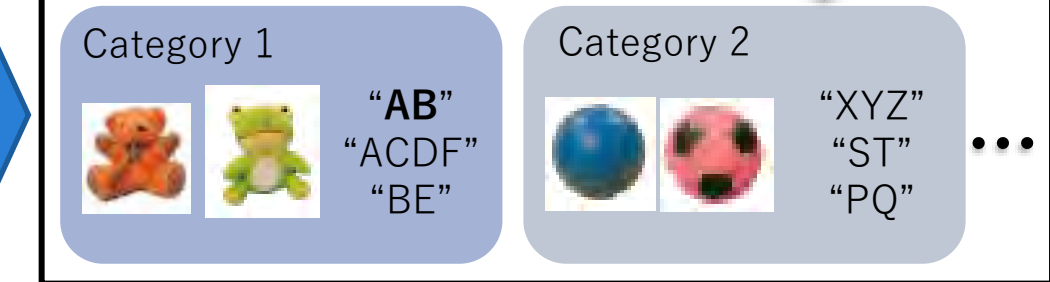 Category 1
“AB”
“ACDF”
“BE”
Category 2
“XYZ”
“ST”
“PQ”
•••